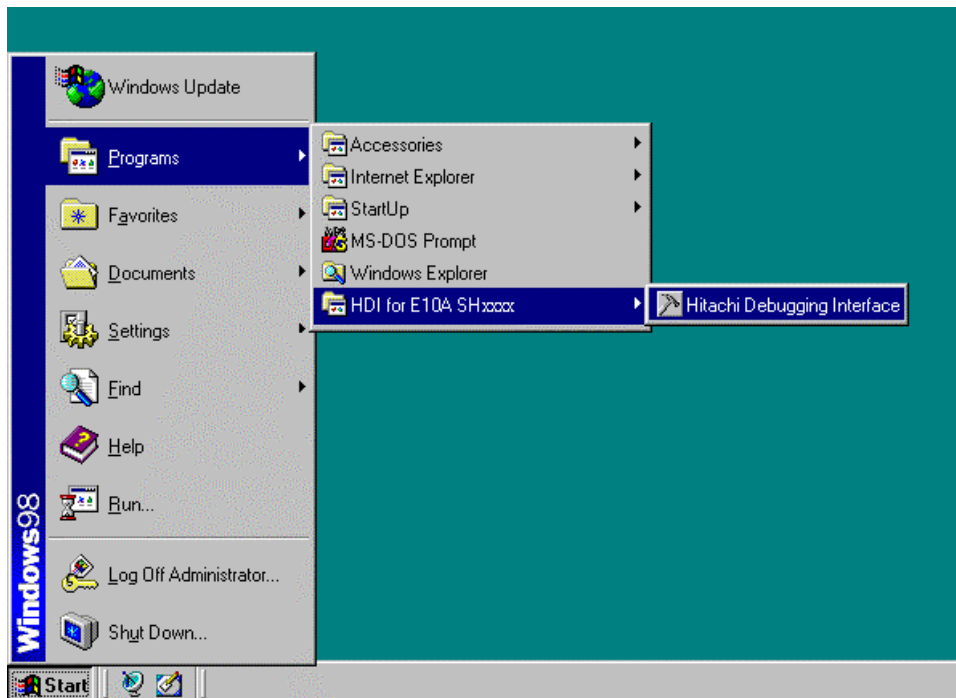 Windows Update
Programs
Favorites
Documents
Settings
Find
Help
Run...
Log Off Administrator...
Shut Down...
Windows98
Accessories
Internet Explorer
StartUp
MS-DOS Prompt
Windows Explorer
HDI for E10A SHxxxx
Hitachi Debugging Interface
Start